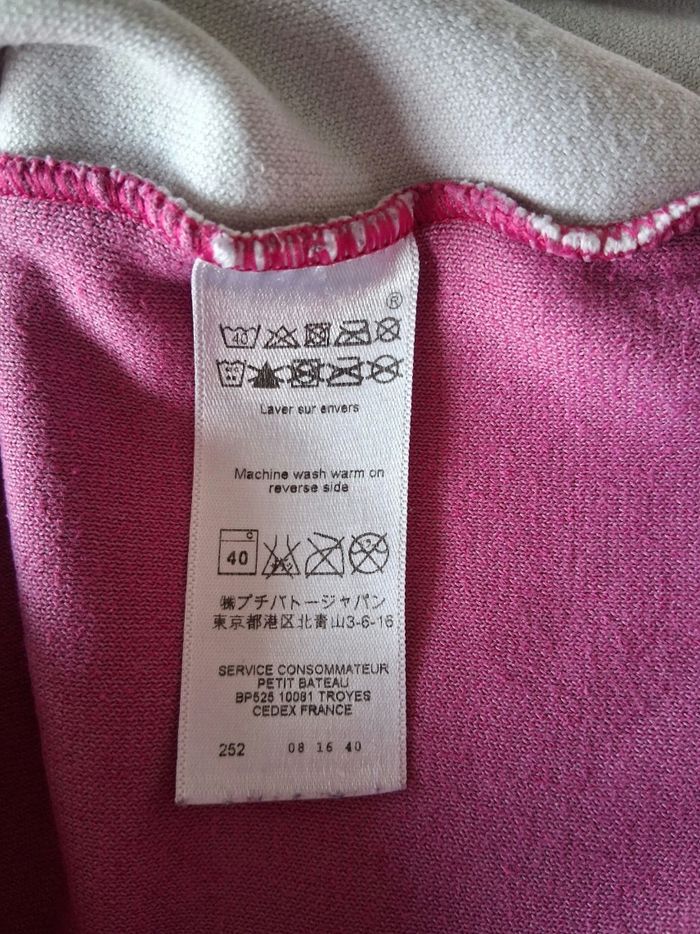 ®
40
Laver sur envers
Machine wash warm on
reverse side
40
㈱プチバトージャパン
東京都港区北青山3-6-16
SERVICE CONSOMMATEUR
PETIT BATEAU
BP525 10081 TROYES
CEDEX FRANCE
252 08 16 40